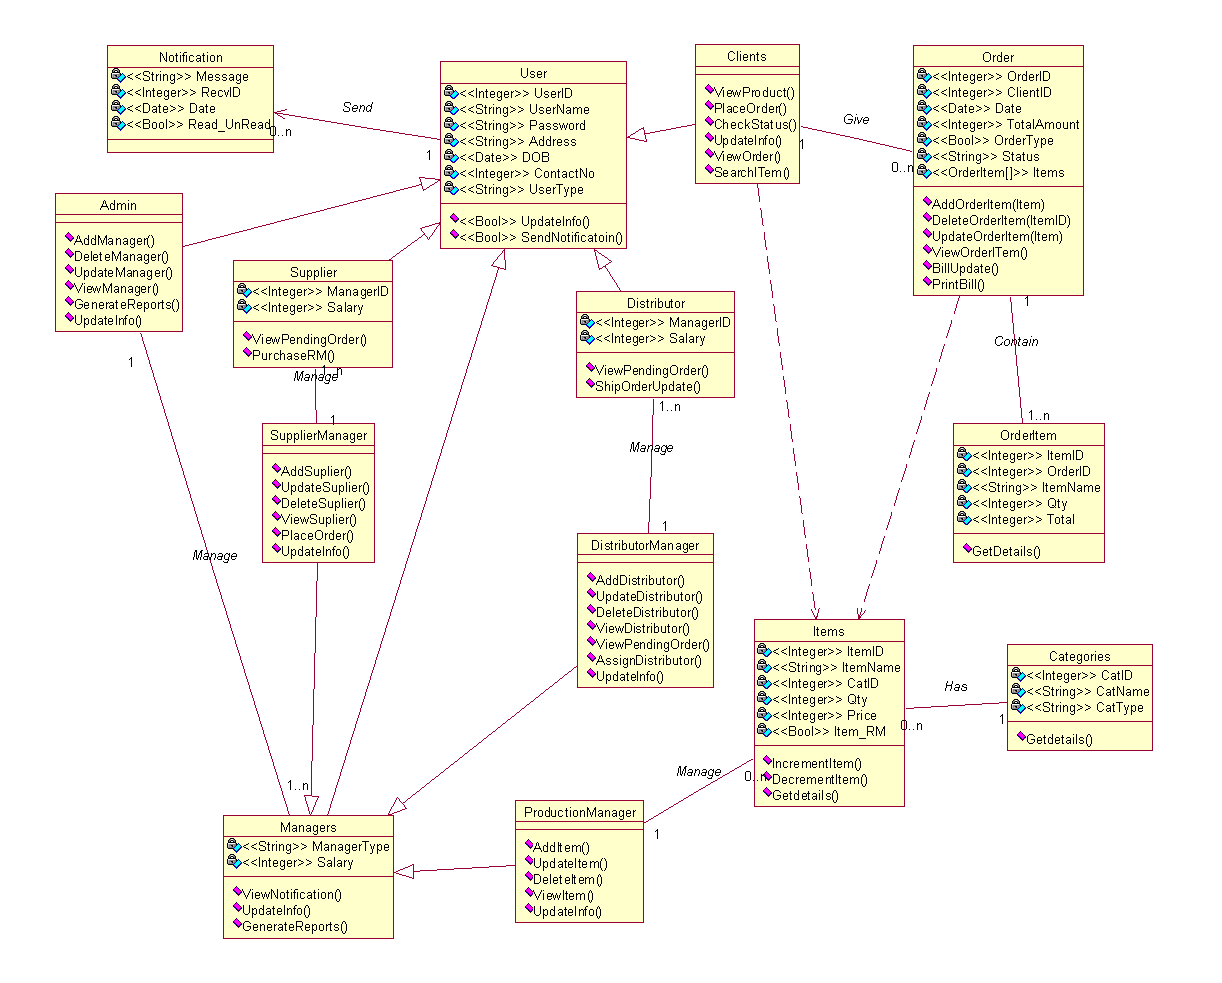 Notification
<<String>> Message
<<Integer>> RecvID
<<Date>> Date
<<Bool>> Read_UnRead
0..n
Send
1
User
<<Integer>> UserID
<<String>> UserName
<<String>> Password
<<String>> Address
<<Date>> DOB
<<Integer>> ContactNo
<<String>> UserType
<<Bool>> UpdateInfo()
<<Bool>> SendNotificatoin()
Clients
ViewProduct()
PlaceOrder()
CheckStatus()
UpdateInfo()
ViewOrder()
SearchITem()
1
Give
0..n
Order
<<Integer>> OrderID
<<Integer>> ClientID
<<Date>> Date
<<Integer>> TotalAmount
<<Bool>> OrderType
<<String>> Status
<<OrderItem[]>> Items
AddOrderItem(Item)
DeleteOrderItem(ItemID)
UpdateOrderItem(Item)
ViewOrderITem()
BillUpdate()
PrintBill()
1
Contain
1..n
Admin
AddManager()
DeleteManager()
UpdateManager()
ViewManager()
GenerateReports()
UpdateInfo()
1
Manage
1..n
Supplier
<<Integer>> ManagerID
<<Integer>> Salary
ViewPendingOrder()
PurchaseRM()
1..n
Manage
1
Distributor
<<Integer>> ManagerID
<<Integer>> Salary
ViewPendingOrder()
ShipOrderUpdate()
1..n
Manage
1
SupplierManager
AddSuplier()
UpdateSuplier()
DeleteSuplier()
ViewSuplier()
PlaceOrder()
UpdateInfo()
OrderItem
<<Integer>> ItemID
<<Integer>> OrderID
<<String>> ItemName
<<Integer>> Qty
<<Integer>> Total
GetDetails()
DistributorManager
AddDistributor()
UpdateDistributor()
DeleteDistributor()
ViewDistributor()
ViewPendingOrder()
AssignDistributor()
UpdateInfo()
Items
<<Integer>> ItemID
<<String>> ItemName
<<Integer>> CatID
<<Integer>> Qty
<<Integer>> Price
<<Bool>> Item_RM
IncrementItem()
DecrementItem()
Getdetails()
0..n
Has
1
Categories
<<Integer>> CatID
<<String>> CatName
<<String>> CatType
Getdetails()
Manage
0..n
1
Managers
<<String>> ManagerType
<<Integer>> Salary
ViewNotification()
UpdateInfo()
GenerateReports()
ProductionManager
AddItem()
UpdateItem()
DeleteItem()
ViewItem()
UpdateInfo()